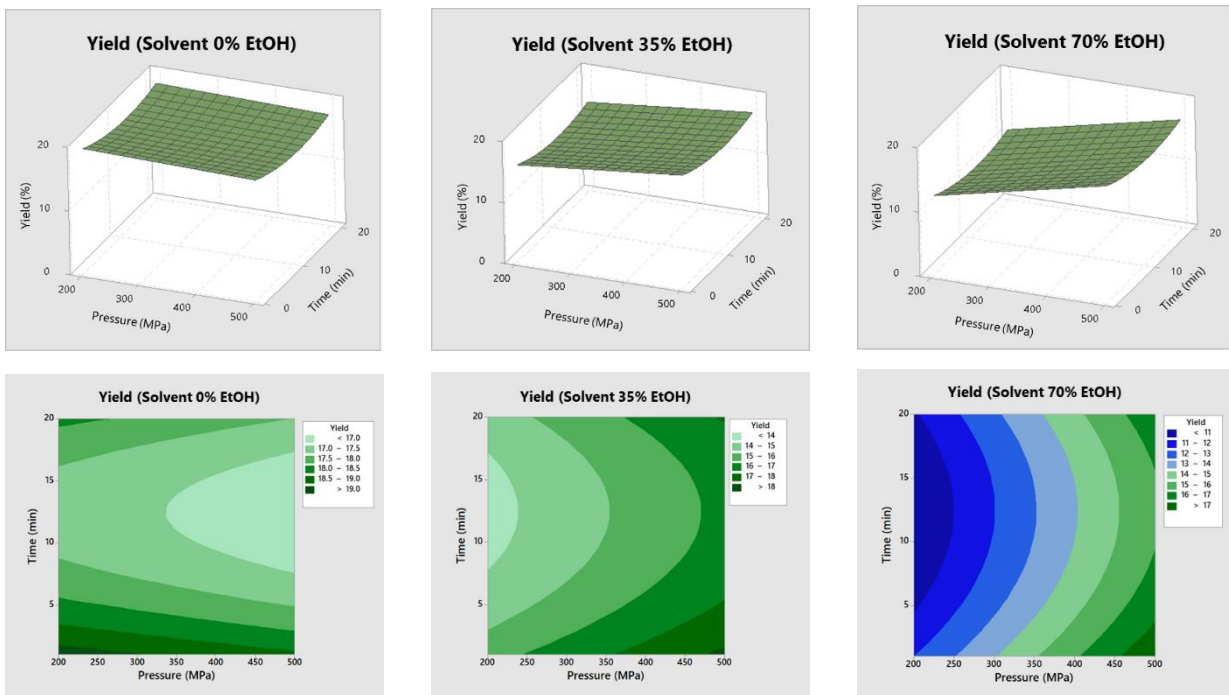 Yield (Solvent 0% EtOH)
20
10
0
Yield (%)
200
300
400
500
Pressure (MPa)
0
10
20
Time (min)
Yield (Solvent 35% EtOH)
20
10
0
Yield (%)
200
300
400
500
Pressure (MPa)
0
10
20
Time (min)
Yield (Solvent 70% EtOH)
20
10
0
Yield (%)
200
300
400
500
Pressure (MPa)
0
10
20
Time (min)
Yield (Solvent 0% EtOH)
20
15
10
5
Time (min)
200 250 300 350 400 450 500
Pressure (MPa)
Yield
< 17.0
17.0 – 17.5
17.5 – 18.0
18.0 – 18.5
18.5 – 19.0
> 19.0
Yield (Solvent 35% EtOH)
20
15
10
5
Time (min)
200 250 300 350 400 450 500
Pressure (MPa)
Yield
< 14
14 – 15
15 – 16
16 – 17
17 – 18
> 18
Yield (Solvent 70% EtOH)
20
15
10
5
Time (min)
200 250 300 350 400 450 500
Pressure (MPa)
Yield
< 11
11 – 12
12 – 13
13 – 14
14 – 15
15 – 16
16 – 17
> 17